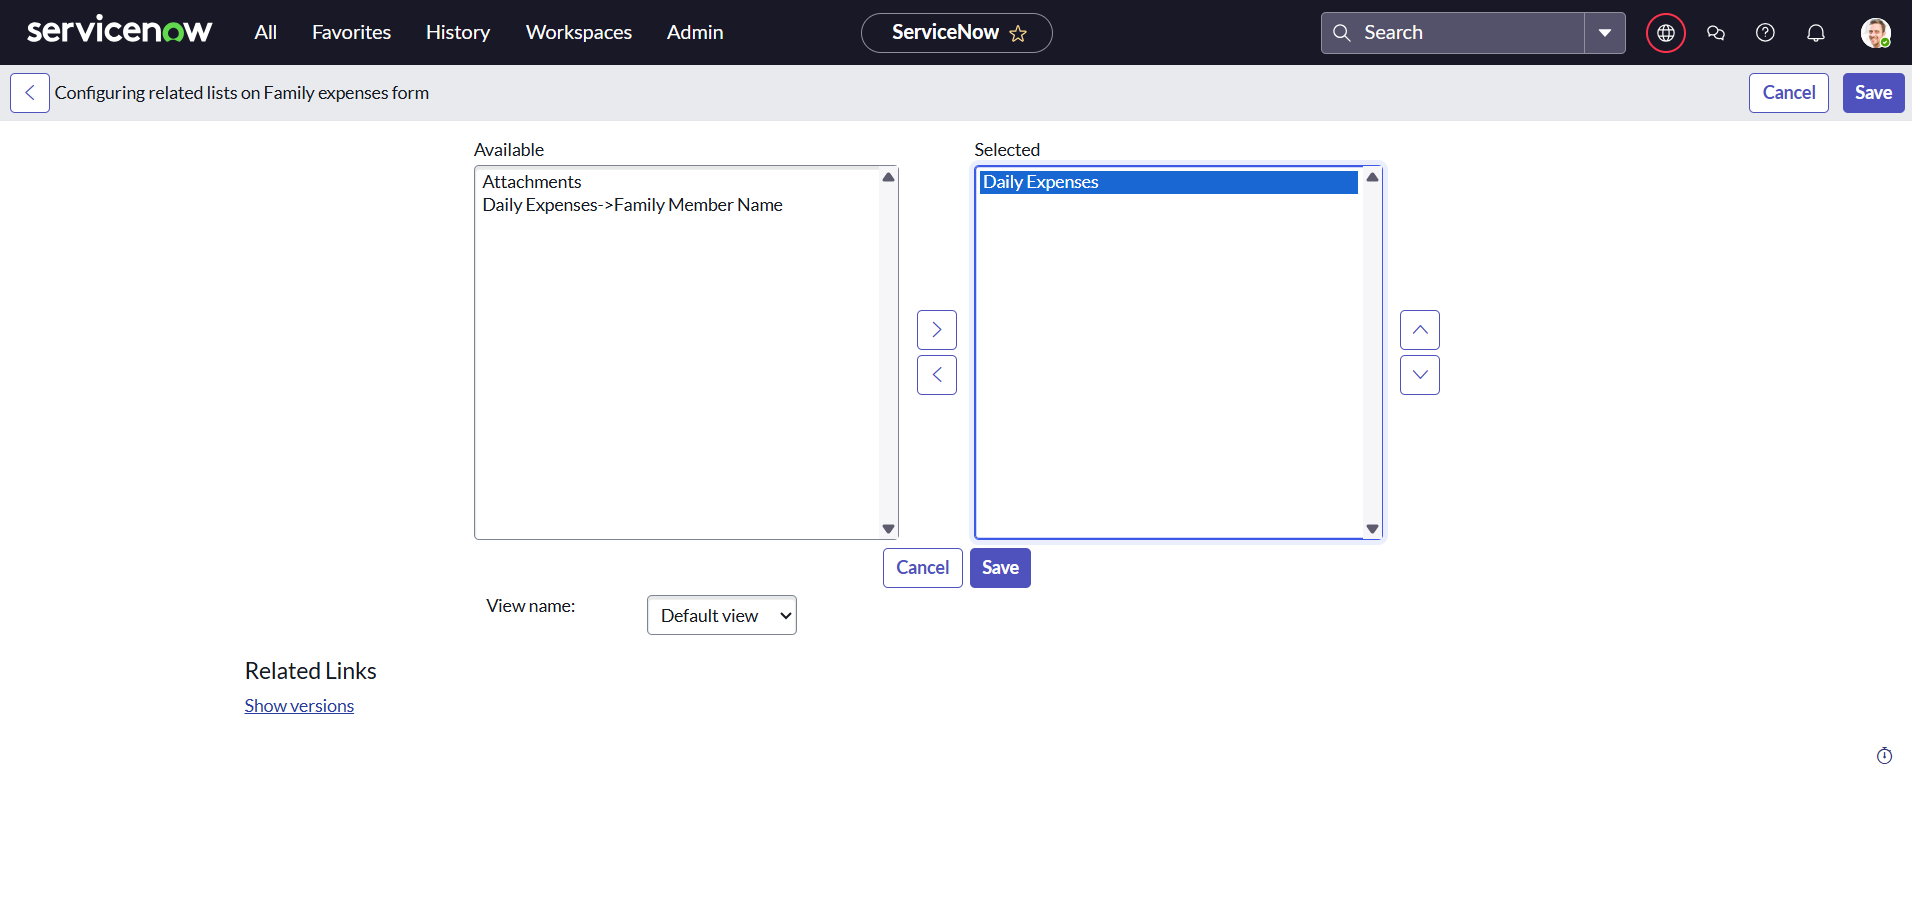 servicenow All Favorites History Workspaces Admin ServiceNow Search
Configuring related lists on Family expenses form Cancel Save
Available Selected
Attachments
Daily Expenses->Family Member Name
Daily Expenses
Cancel Save
View name: Default view
Related Links
Show versions